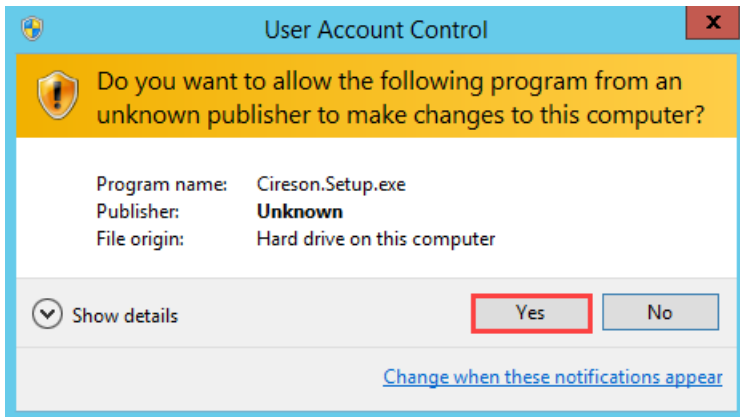 User Account Control
x
Do you want to allow the following program from an
unknown publisher to make changes to this computer?
Program name: Cireson.Setup.exe
Publisher: Unknown
File origin: Hard drive on this computer
Show details
Yes
No
Change when these notifications appear